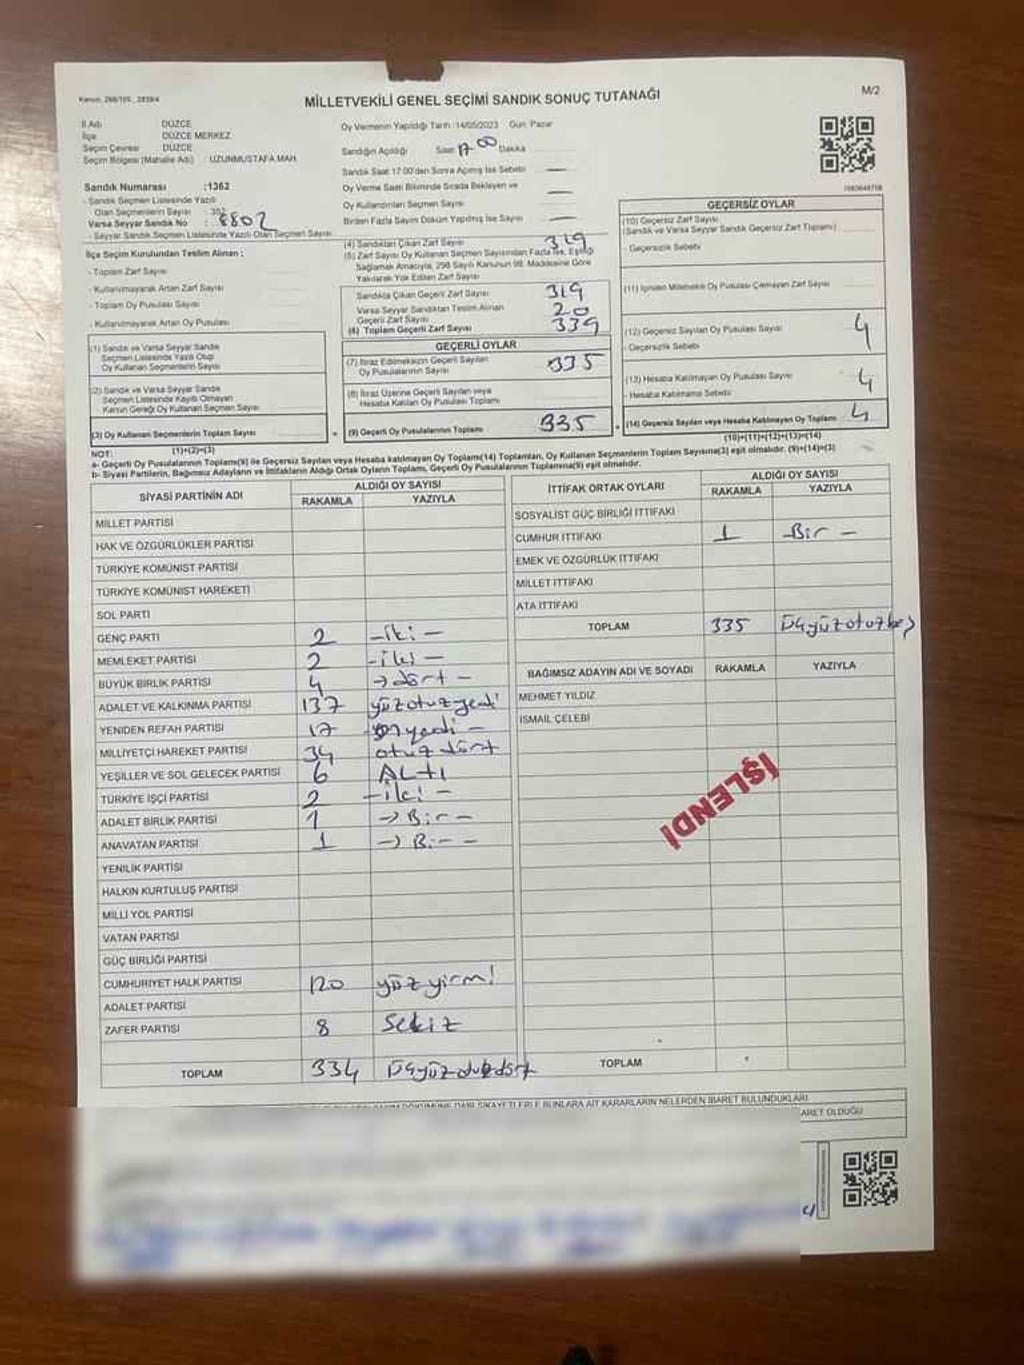 Kanun: 298/105, 2839/4
MİLLETVEKİLİ GENEL SEÇİMİ SANDIK SONUÇ TUTANAĞI
M/2
İl Adı DÜZCE
İlçe DÜZCE MERKEZ
Seçim Çevresi DÜZCE
Seçim Bölgesi (Mahalle Adı) : UZUNMUSTAFA MAH.
Sandık Numarası :1362
- Sandık Seçmen Listesinde Yazılı
Olan Seçmenlerin Sayısı
Varsa Seyyar Sandık No : 8802
- Seyyar Sandık Seçmen Listesinde Yazılı Olan Seçmen Sayısı
İlçe Seçim Kurulundan Teslim Alınan ;
- Toplam Zarf Sayısı
- Kullanılmayarak Artan Zarf Sayısı
- Toplam Oy Pusulası Sayısı
- Kullanılmayarak Artan Oy Pusulası
(1) Sandık ve Varsa Seyyar Sandık
Seçmen Listesinde Yazılı Olup
Oy Kullanan Seçmenlerin Sayısı
(2) Sandık ve Varsa Seyyar Sandık
Seçmen Listesinde Kayıtlı Olmayan
Kanun Gereği Oy Kullanan Seçmen Sayısı
(3) Oy Kullanan Seçmenlerin Toplam Sayısı
(1)+(2)=(3)
Oy Vermenin Yapıldığı Tarih :14/05/2023 Gün: Pazar
Sandığın Açıldığı Saat 17 00 Dakika
Sandık Saat 17:00'dan Sonra Açılmış İse Sebebi —
Oy Verme Saati Bitiminde Sırada Bekleyen ve
Oy Kullandırılan Seçmen Sayısı —
Birden Fazla Sayım Döküm Yapılmış İse Sayısı —
(4) Sandıktan Çıkan Zarf Sayısı 319
(5) Zarf Sayısı Oy Kullanan Seçmen Sayısından Fazla ise, Eşitliği
Sağlamak Amacıyla, 298 Sayılı Kanunun 98. Maddesine Göre
Yakılarak Yok Edilen Zarf Sayısı
Sandıkta Çıkan Geçerli Zarf Sayısı 319
Varsa Seyyar Sandıktan Teslim Alınan
Geçerli Zarf Sayısı 20
(6) Toplam Geçerli Zarf Sayısı 339
GEÇERLİ OYLAR
(7) İtiraz Edilmeksizin Geçerli Sayılan
Oy Pusulalarının Sayısı 335
(8) İtiraz Üzerine Geçerli Sayılan veya
Hesaba Katılan Oy Pusulası Toplamı
(9) Geçerli Oy Pusulalarının Toplamı 335
GEÇERSİZ OYLAR
(10) Geçersiz Zarf Sayısı
(Sandık ve Varsa Seyyar Sandık Geçersiz Zarf Toplamı)
- Geçersizlik Sebebi
(11) İçinden Milletvekili Oy Pusulası Çıkmayan Zarf Sayısı
(12) Geçersiz Sayılan Oy Pusulası Sayısı 4
- Geçersizlik Sebebi
(13) Hesaba Katılmayan Oy Pusulası Sayısı 4
- Hesaba Katılmama Sebebi
(14) Geçersiz Sayılan veya Hesaba Katılmayan Oy Toplamı 4
(10)+(11)+(12)+(13)=(14)
NOT:
a- Geçerli Oy Pusulalarının Toplamı(9) ile Geçersiz Sayılan veya Hesaba katılmayan Oy Toplamı(14) Toplamları, Oy Kullanan Seçmenlerin Toplam Sayısına(3) eşit olmalıdır. (9)+(14)=(3)
b- Siyasi Partilerin, Bağımsız Adayların ve İttifakların Aldığı Ortak Oyların Toplamı, Geçerli Oy Pusulalarının Toplamına(9) eşit olmalıdır.
SİYASİ PARTİNİN ADI ALDIĞI OY SAYISI
RAKAMLA YAZIYLA
MİLLET PARTİSİ
HAK VE ÖZGÜRLÜKLER PARTİSİ
TÜRKİYE KOMÜNİST PARTİSİ
TÜRKİYE KOMÜNİST HAREKETİ
SOL PARTİ
GENÇ PARTİ 2 -iki-
MEMLEKET PARTİSİ 2 -iki-
BÜYÜK BİRLİK PARTİSİ 4 →dört-
ADALET VE KALKINMA PARTİSİ 137 yüzotuzyedi
YENİDEN REFAH PARTİSİ 17 onyedi-
MİLLİYETÇİ HAREKET PARTİSİ 34 otuzdört
YEŞİLLER VE SOL GELECEK PARTİSİ 6 ALTI
TÜRKİYE İŞÇİ PARTİSİ 2 -iki-
ADALET BİRLİK PARTİSİ 1 →Bir-
ANAVATAN PARTİSİ 1 →Bir-
YENİLİK PARTİSİ
HALKIN KURTULUŞ PARTİSİ
MİLLİ YOL PARTİSİ
VATAN PARTİSİ
GÜÇ BİRLİĞİ PARTİSİ
CUMHURİYET HALK PARTİSİ 120 yüzyirmi
ADALET PARTİSİ
ZAFER PARTİSİ 8 sekiz
TOPLAM 334 üçyüzotuzdört
İTTİFAK ORTAK OYLARI ALDIĞI OY SAYISI
RAKAMLA YAZIYLA
SOSYALİST GÜÇ BİRLİĞİ İTTİFAKI
CUMHUR İTTİFAKI 1 -Bir-
EMEK VE ÖZGÜRLÜK İTTİFAKI
MİLLET İTTİFAKI
ATA İTTİFAKI
TOPLAM 335 üçyüzotuzbeş
BAĞIMSIZ ADAYIN ADI VE SOYADI RAKAMLA YAZIYLA
MEHMET YILDIZ
İSMAİL ÇELEBİ
İŞLENDİ
TOPLAM
DÖKÜMÜNE DAİR ŞİKAYETLERLE BUNLARA AİT KARARLARIN NELERDEN İBARET BULUNDUKLARI
ARET OLDUĞU